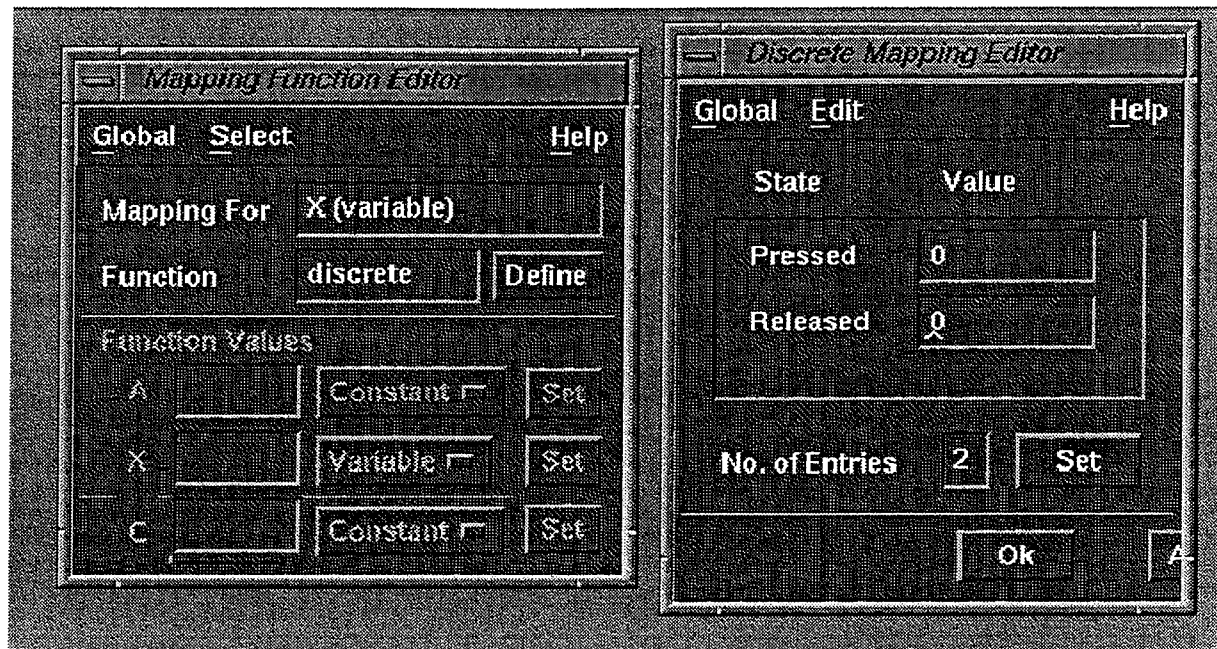 Mapping Function Editor
Global Select Help
Mapping For X (variable)
Function discrete Define
Function Values
A Constant Set
X Variable Set
C Constant Set
Discrete Mapping Editor
Global Edit Help
State Value
Pressed 0
Released 0
No. of Entries 2 Set
Ok A